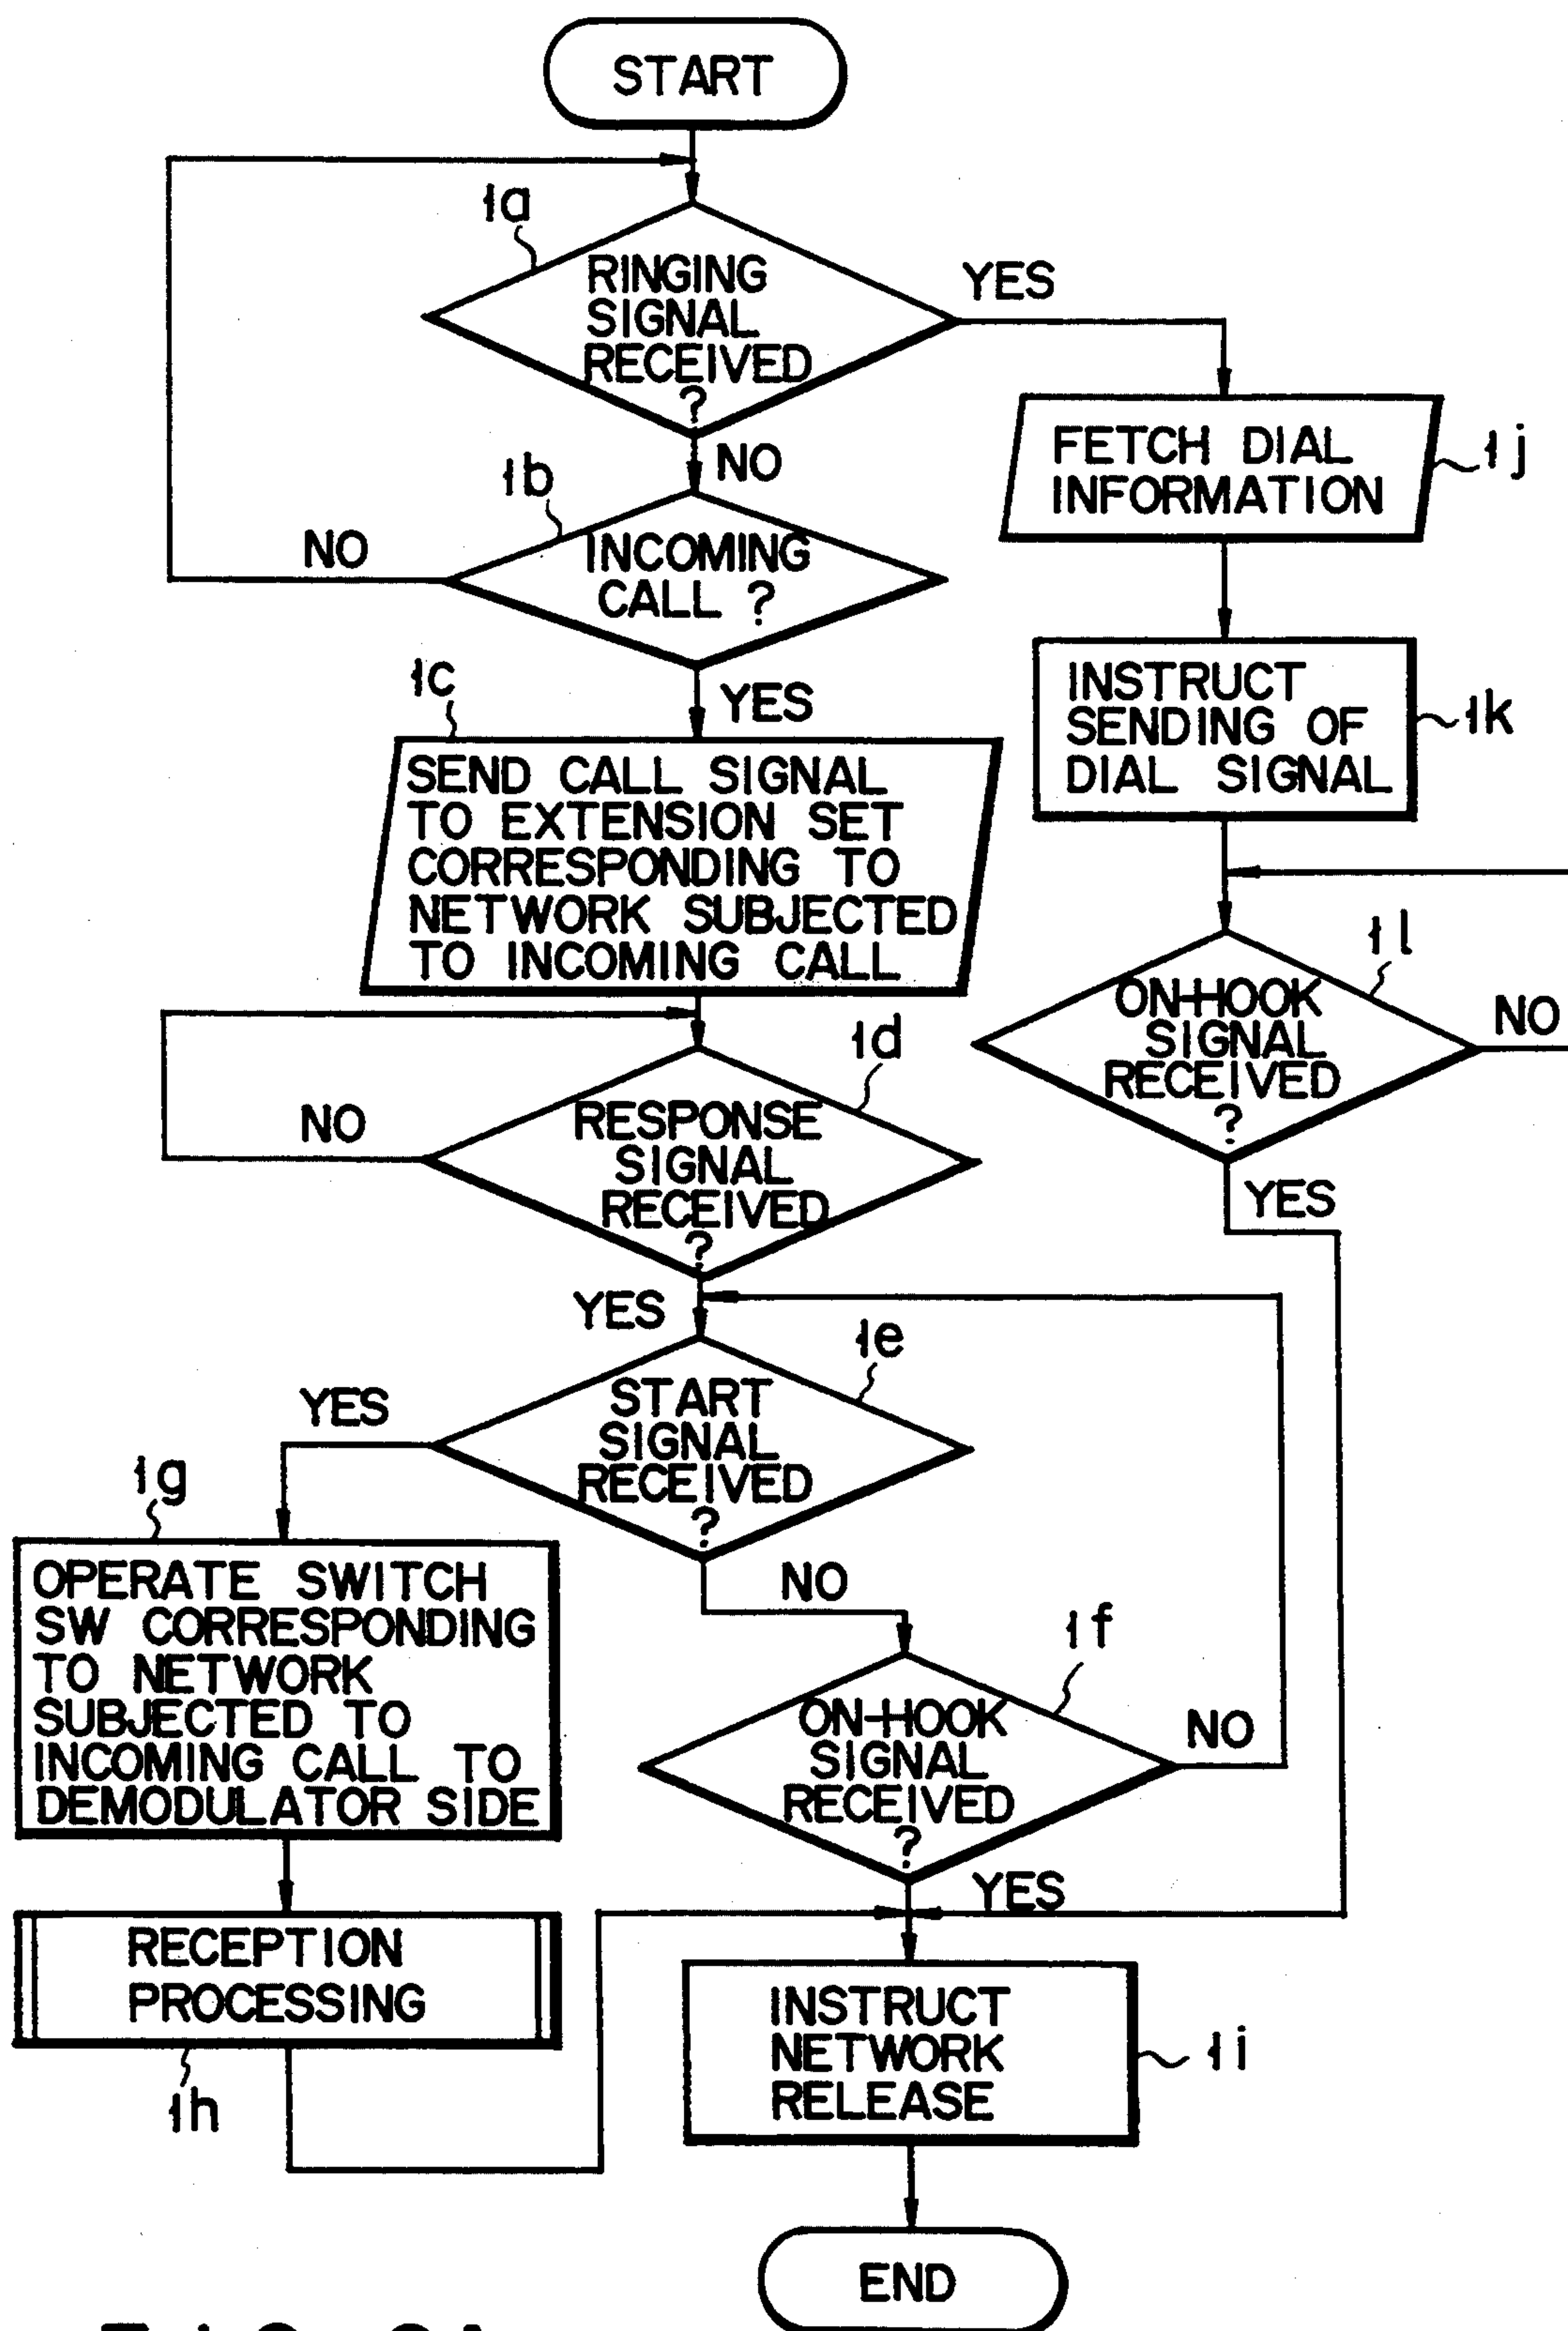 START
1a
RINGING
SIGNAL
RECEIVED
?
YES
NO
1b
INCOMING
CALL ?
NO
YES
1c
SEND CALL SIGNAL
TO EXTENSION SET
CORRESPONDING TO
NETWORK SUBJECTED
TO INCOMING CALL
1d
RESPONSE
SIGNAL
RECEIVED
?
NO
YES
1e
START
SIGNAL
RECEIVED
?
YES
NO
1g
OPERATE SWITCH
SW CORRESPONDING
TO NETWORK
SUBJECTED TO
INCOMING CALL TO
DEMODULATOR SIDE
1f
ON-HOOK
SIGNAL
RECEIVED
?
NO
YES
RECEPTION
PROCESSING
1h
FETCH DIAL
INFORMATION
1j
INSTRUCT
SENDING OF
DIAL SIGNAL
1k
1l
ON-HOOK
SIGNAL
RECEIVED
?
NO
YES
INSTRUCT
NETWORK
RELEASE
1i
END